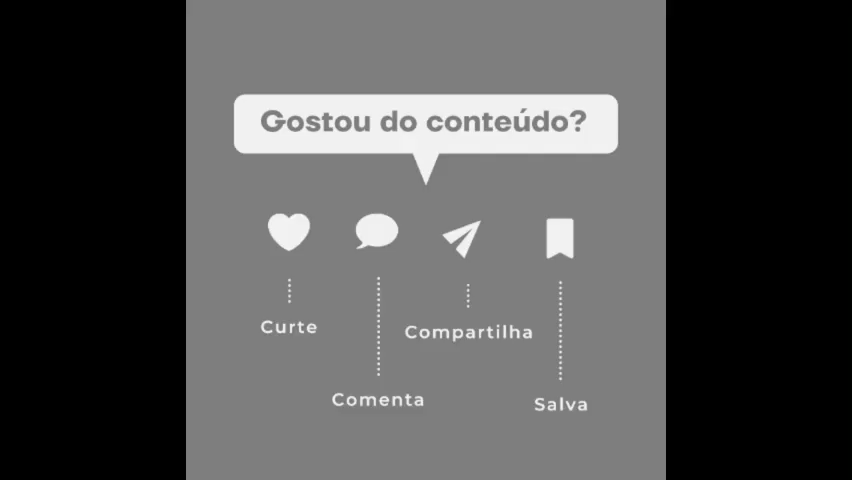 Gostou do conteúdo?
Curte
Compartilha
Comenta
Salva